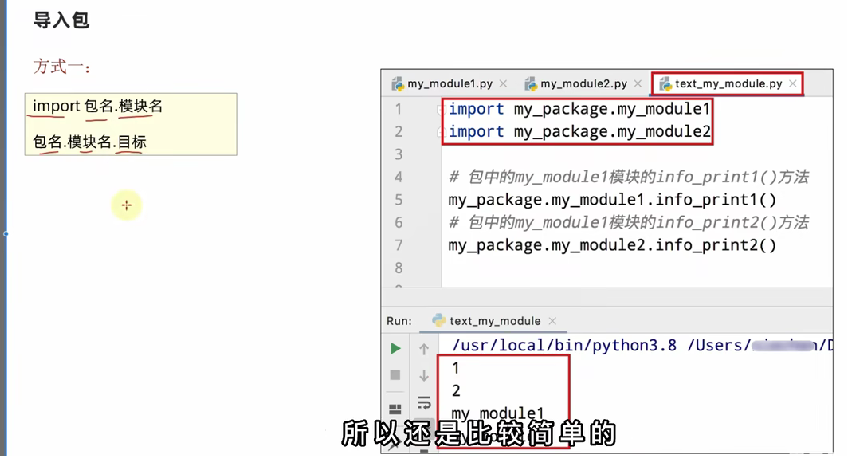 导入包
方式一：
import 包名.模块名
包名.模块名.目标
my_module1.py
my_module2.py
text_my_module.py
1 import my_package.my_module1
2 import my_package.my_module2
3
4 # 包中的my_module1模块的info_print1()方法
5 my_package.my_module1.info_print1()
6 # 包中的my_module1模块的info_print2()方法
7 my_package.my_module2.info_print2()
8
Run: text_my_module
/usr/local/bin/python3.8 /Users/
1
2
my_module1
所以还是比较简单的